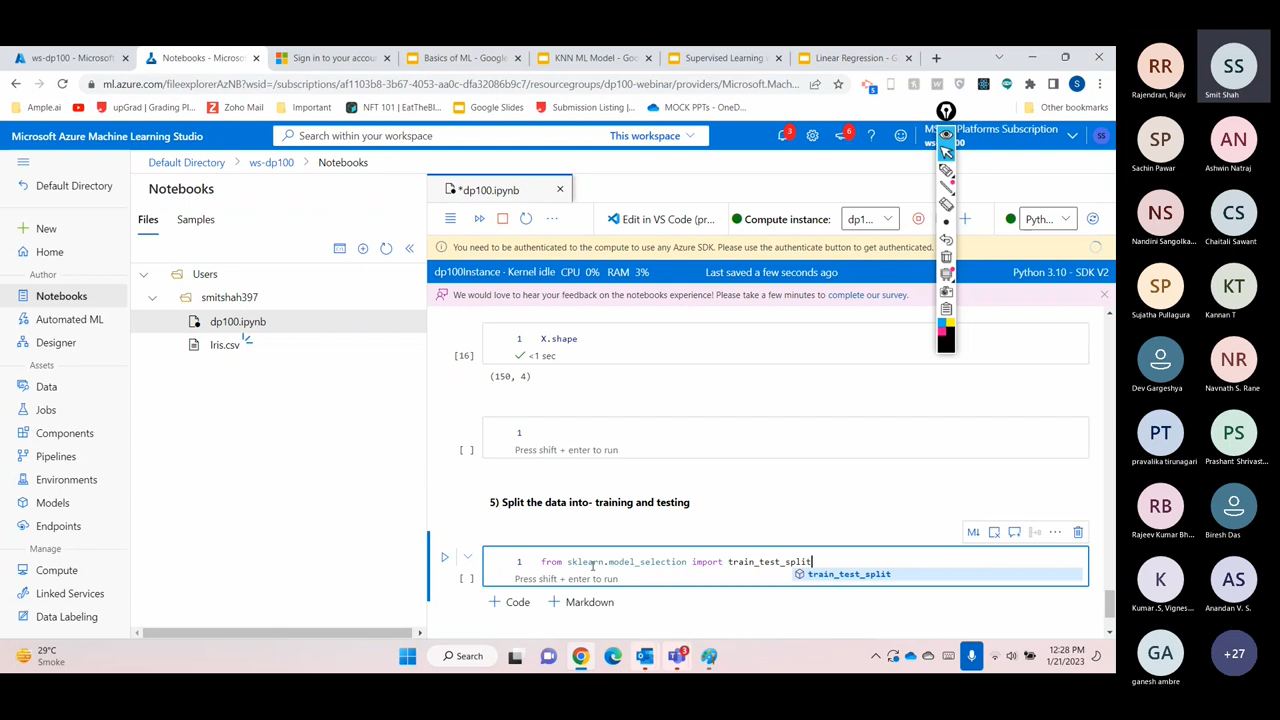 ws-dp100 - Microsoft
Notebooks - Microsoft
Sign in to your accou
Basics of ML - Google
KNN ML Model - Goo
Supervised Learning
Linear Regression - G
ml.azure.com/fileexplorerAzNB?wsid=/subscriptions/af1103b8-3b67-4053-aa0c-dfa32086b9c7/resourcegroups/dp100-webinar/providers/Microsoft.Mach...
Ample.ai
upGrad | Grading Pl...
Zoho Mail
Important
NFT 101 | EatTheBl...
Google Slides
Submission Listing /...
MOCK PPTs - OneD...
Other bookmarks
Microsoft Azure Machine Learning Studio
Search within your workspace
This workspace
3
6
Platforms Subscription
SS
Default Directory
ws-dp100
Notebooks
Default Directory
New
Home
Author
Notebooks
Automated ML
Designer
Assets
Data
Jobs
Components
Pipelines
Environments
Models
Endpoints
Manage
Compute
Linked Services
Data Labeling
Notebooks
Files
Samples
Users
smitshah397
dp100.ipynb
Iris.csv
*dp100.ipynb
Edit in VS Code (pr...
Compute instance:
dp1...
Pyth...
You need to be authenticated to the compute to use any Azure SDK. Please use the authenticate button to get authenticated.
dp100Instance - Kernel idle
CPU 0%
RAM 3%
Last saved a few seconds ago
Python 3.10 - SDK V2
We would love to hear your feedback on the notebooks experience! Please take a few minutes to complete our survey.
1 X.shape
[16]
<1 sec
(150, 4)
1
[ ]
Press shift + enter to run
5) Split the data into- training and testing
M↓
1 from sklearn.model_selection import train_test_split
train_test_split
[ ]
Press shift + enter to run
Code
Markdown
29°C
Smoke
Search
3
12:28 PM
1/21/2023
RR
Rajendran, Rajiv
SS
Smit Shah
SP
Sachin Pawar
AN
Ashwin Natraj
NS
Nandini Sangolka...
CS
Chaitali Sawant
SP
Sujatha Pullagura
KT
Kannan T
Dev Gargeshya
NR
Navnath S. Rane
PT
pravalika tirunagari
PS
Prashant Shrivast...
RB
Rajeev Kumar Bh...
Biresh Das
K
Kumar .S, Vignes...
AS
Anandan V. S.
GA
ganesh ambre
+27